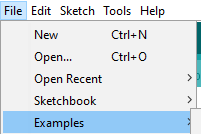 File Edit Sketch Tools Help
New Ctrl+N
Open... Ctrl+O
Open Recent
Sketchbook
Examples